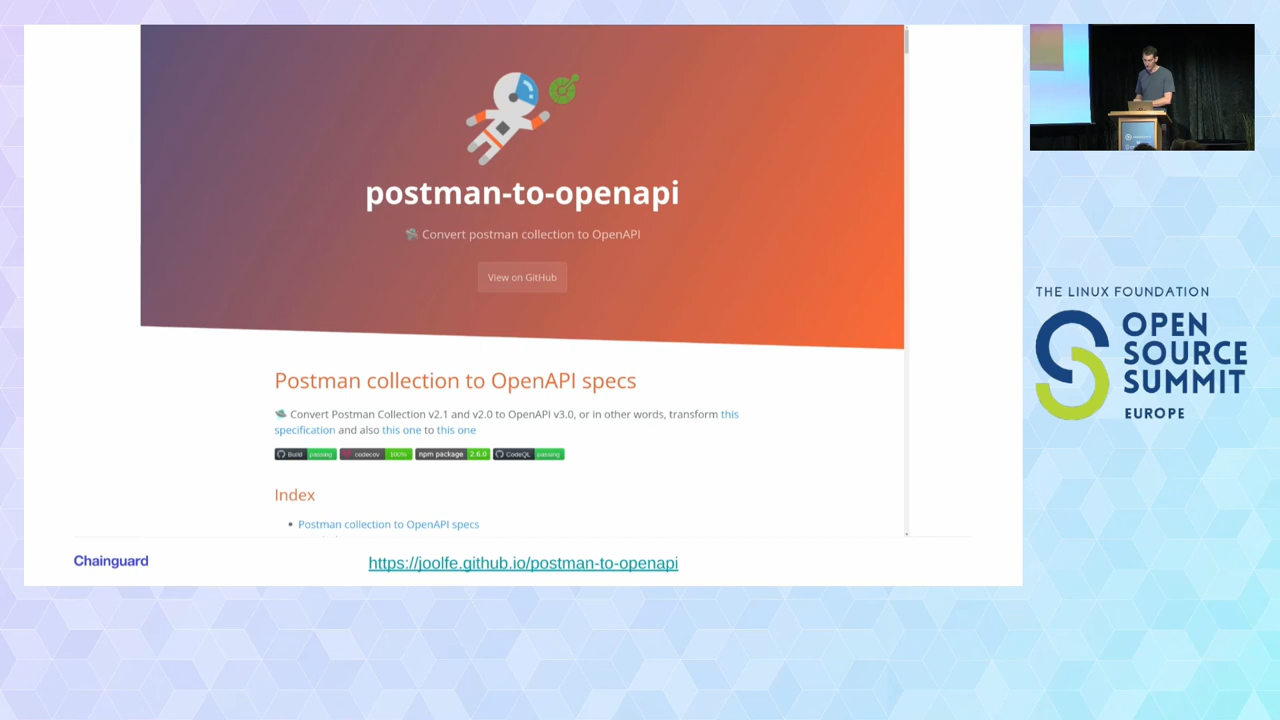 postman-to-openapi
Convert postman collection to OpenAPI
View on GitHub
Postman collection to OpenAPI specs
Convert Postman Collection v2.1 and v2.0 to OpenAPI v3.0, or in other words, transform this
specification and also this one to this one
Build passing codecov 100% npm package 2.6.0 CodeQL passing
Index
Postman collection to OpenAPI specs
Chainguard
https://joolfe.github.io/postman-to-openapi
THE LINUX FOUNDATION
OPEN
SOURCE
SUMMIT
EUROPE